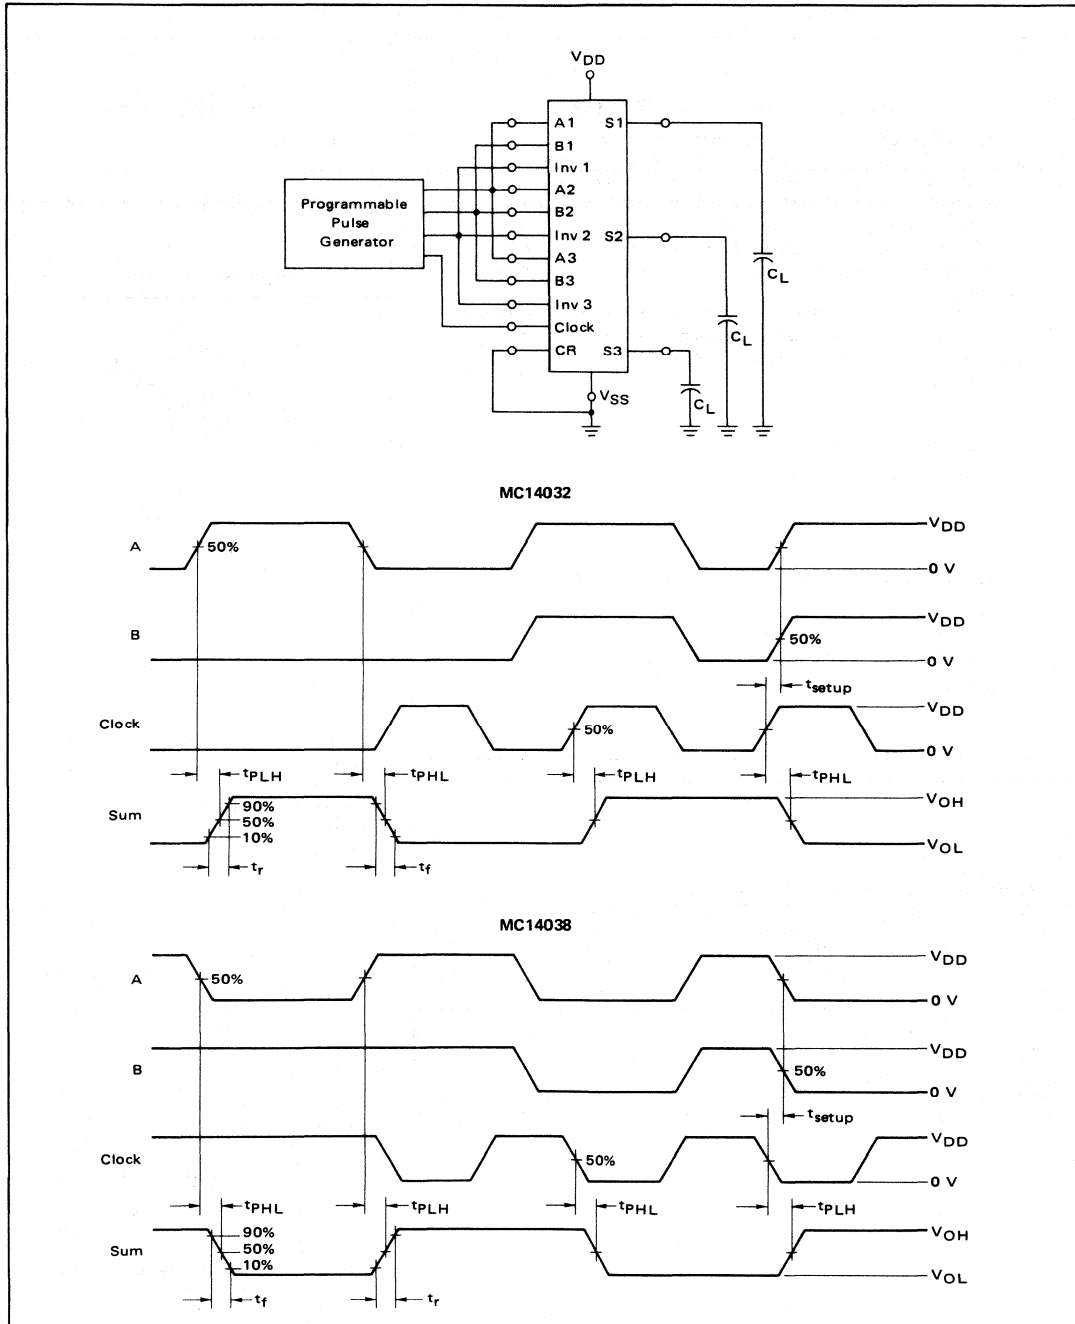 VDD
A1 S1
B1
Inv 1
Programmable
Pulse
Generator
A2
B2
Inv 2 S2
A3
B3
CL
Inv 3
Clock
CL
CR S3
VSS
CL
MC14032
A 50% VDD
0 V
B VDD
50%
0 V
tsetup
Clock 50% VDD
0 V
tPLH tPHL tPLH tPHL
Sum 90% VOH
50%
10% VOL
tr tf
MC14038
A 50% VDD
0 V
B VDD
50%
0 V
tsetup
Clock 50% VDD
0 V
tPHL tPLH tPHL tPLH
Sum 90% VOH
50%
10% VOL
tf tr